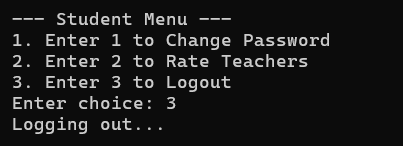 --- Student Menu ---
1. Enter 1 to Change Password
2. Enter 2 to Rate Teachers
3. Enter 3 to Logout
Enter choice: 3
Logging out...